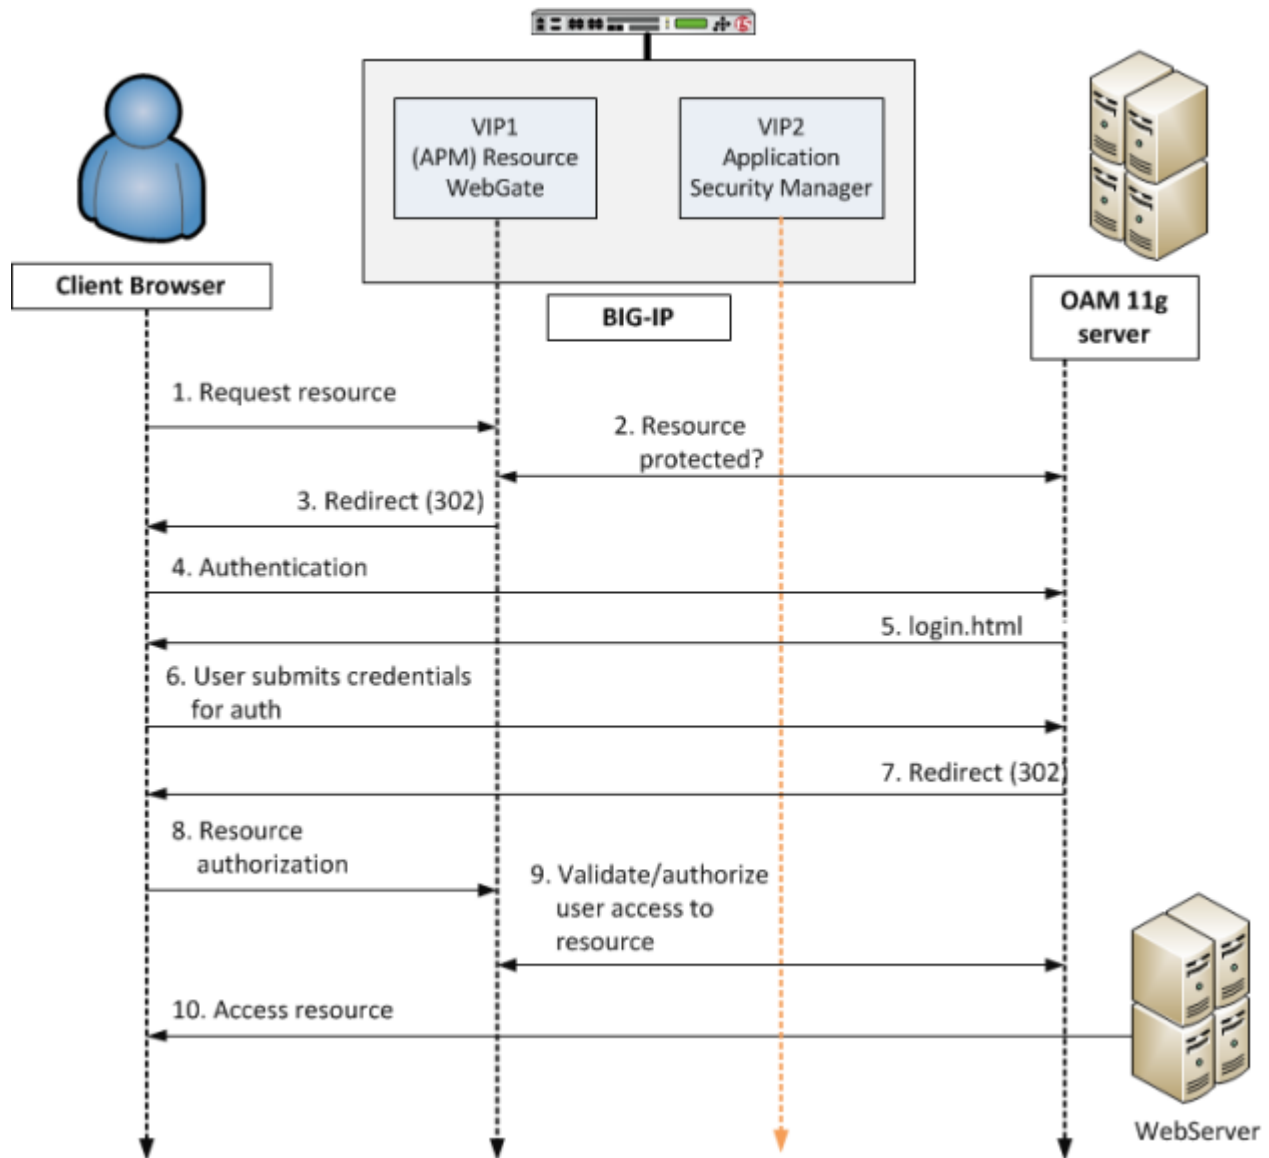 VIP1
(APM) Resource
WebGate
VIP2
Application
Security Manager
Client Browser
BIG-IP
OAM 11g
server
1. Request resource
2. Resource
protected?
3. Redirect (302)
4. Authentication
5. login.html
6. User submits credentials
for auth
7. Redirect (302)
8. Resource
authorization
9. Validate/authorize
user access to
resource
10. Access resource
WebServer